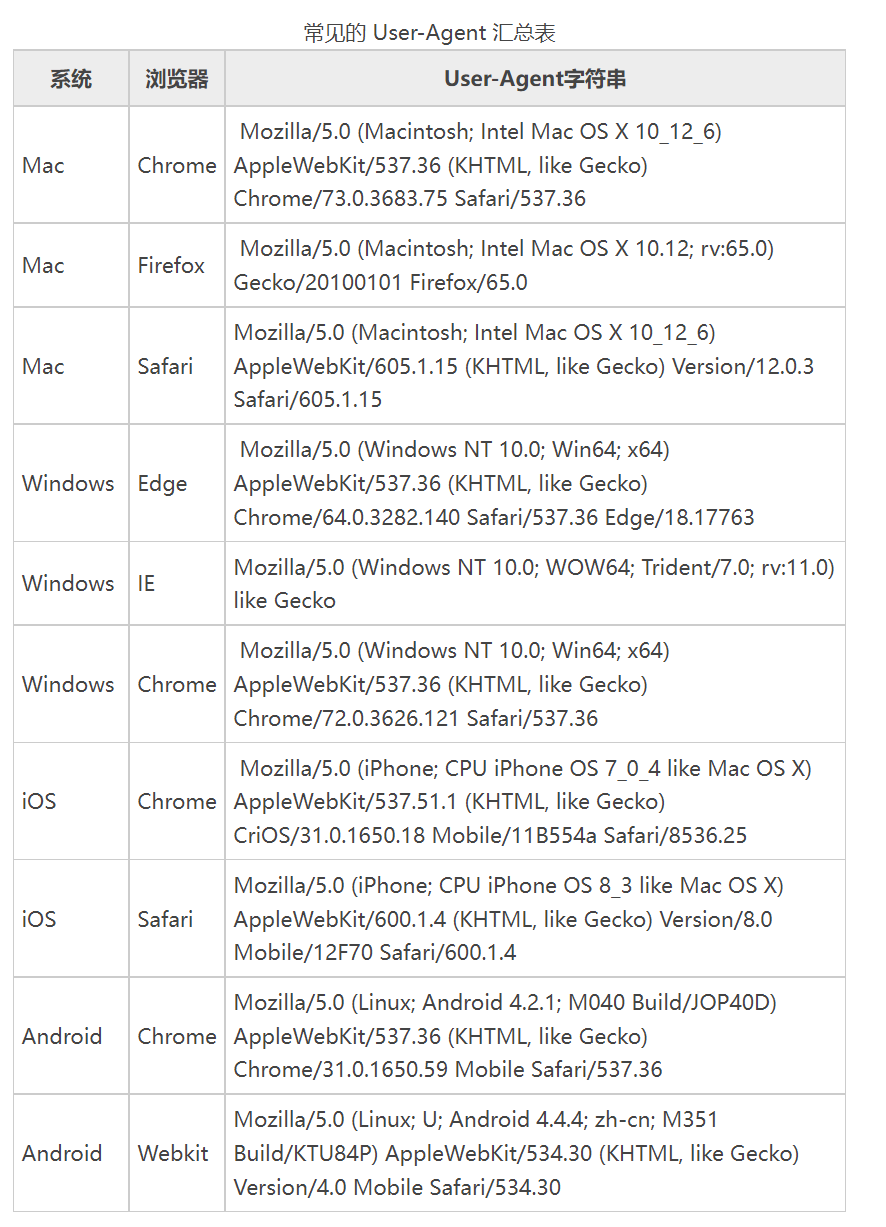 常见的 User-Agent 汇总表
系统 浏览器 User-Agent字符串
Mac Chrome Mozilla/5.0 (Macintosh; Intel Mac OS X 10_12_6)
AppleWebKit/537.36 (KHTML, like Gecko)
Chrome/73.0.3683.75 Safari/537.36
Mac Firefox Mozilla/5.0 (Macintosh; Intel Mac OS X 10.12; rv:65.0)
Gecko/20100101 Firefox/65.0
Mac Safari Mozilla/5.0 (Macintosh; Intel Mac OS X 10_12_6)
AppleWebKit/605.1.15 (KHTML, like Gecko) Version/12.0.3
Safari/605.1.15
Windows Edge Mozilla/5.0 (Windows NT 10.0; Win64; x64)
AppleWebKit/537.36 (KHTML, like Gecko)
Chrome/64.0.3282.140 Safari/537.36 Edge/18.17763
Windows IE Mozilla/5.0 (Windows NT 10.0; WOW64; Trident/7.0; rv:11.0)
like Gecko
Windows Chrome Mozilla/5.0 (Windows NT 10.0; Win64; x64)
AppleWebKit/537.36 (KHTML, like Gecko)
Chrome/72.0.3626.121 Safari/537.36
iOS Chrome Mozilla/5.0 (iPhone; CPU iPhone OS 7_0_4 like Mac OS X)
AppleWebKit/537.51.1 (KHTML, like Gecko)
CriOS/31.0.1650.18 Mobile/11B554a Safari/8536.25
iOS Safari Mozilla/5.0 (iPhone; CPU iPhone OS 8_3 like Mac OS X)
AppleWebKit/600.1.4 (KHTML, like Gecko) Version/8.0
Mobile/12F70 Safari/600.1.4
Android Chrome Mozilla/5.0 (Linux; Android 4.2.1; M040 Build/JOP40D)
AppleWebKit/537.36 (KHTML, like Gecko)
Chrome/31.0.1650.59 Mobile Safari/537.36
Android Webkit Mozilla/5.0 (Linux; U; Android 4.4.4; zh-cn; M351
Build/KTU84P) AppleWebKit/534.30 (KHTML, like Gecko)
Version/4.0 Mobile Safari/534.30